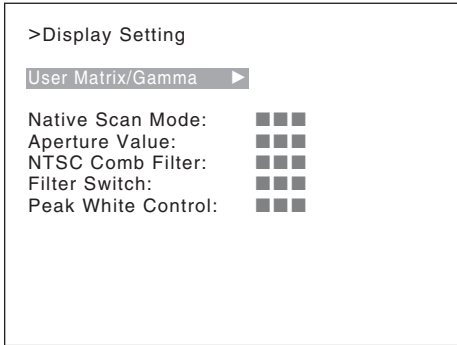 >Display Setting
User Matrix/Gamma ▶
Native Scan Mode: ■■■
Aperture Value: ■■■
NTSC Comb Filter: ■■■
Filter Switch: ■■■
Peak White Control: ■■■